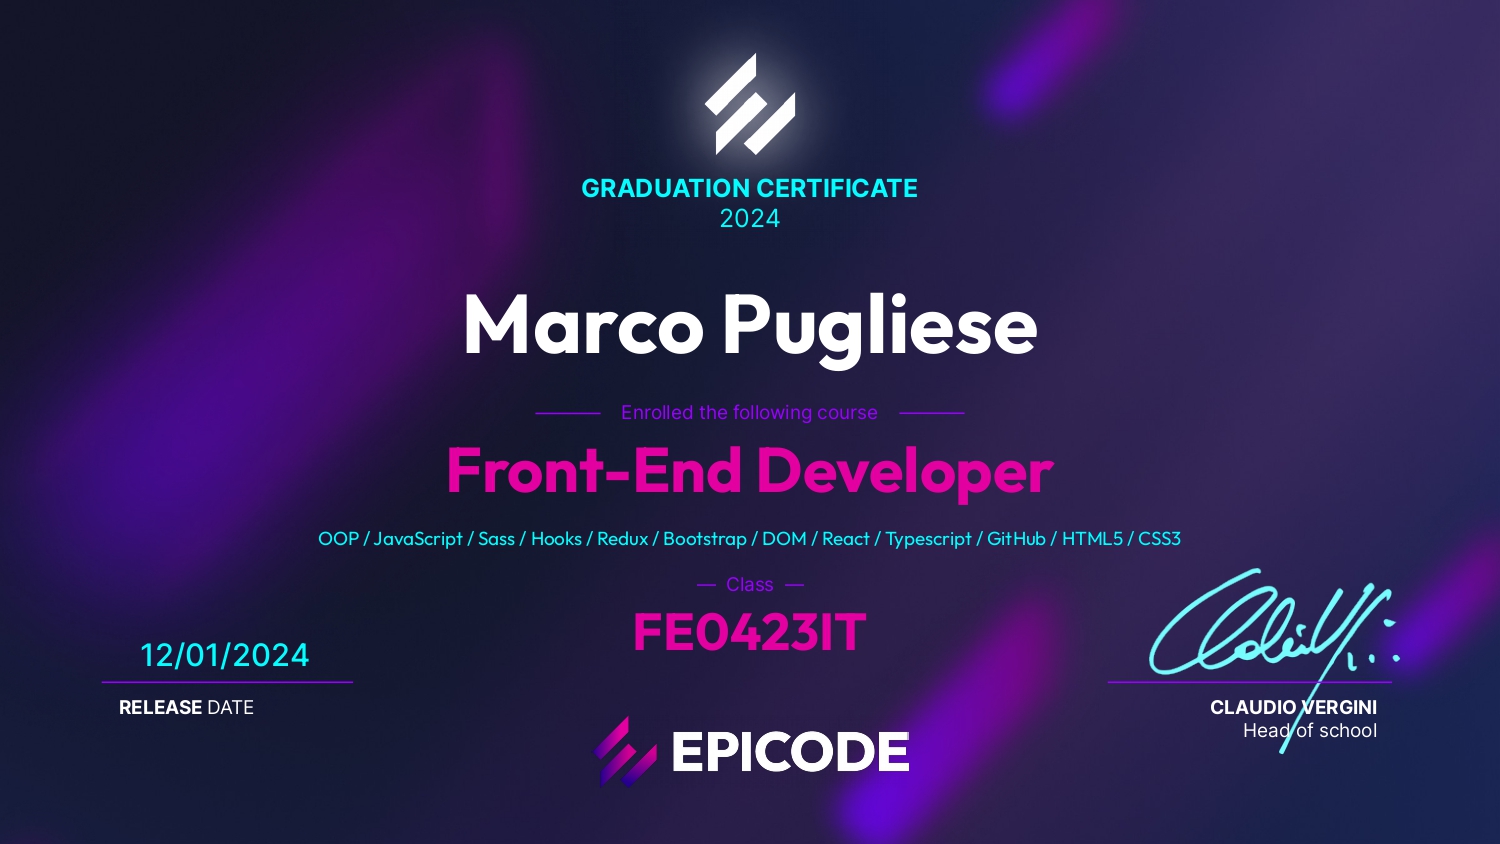 GRADUATION CERTIFICATE
2024
Marco Pugliese
Enrolled the following course
Front-End Developer
OOP / JavaScript / Sass / Hooks / Redux / Bootstrap / DOM / React / Typescript / GitHub / HTML5 / CSS3
Class
FE0423IT
12/01/2024
RELEASE DATE
CLAUDIO VERGINI
Head of school
EPICODE